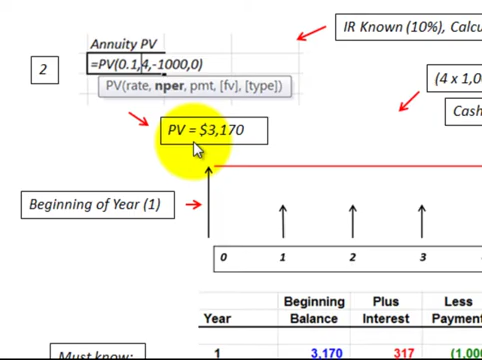 IR Known (10%), Calcu
Annuity PV
2
=PV(0.1,4,-1000,0)
PV(rate, nper, pmt, [fv], [type])
(4 x 1,0
Cash
PV = $3,170
Beginning of Year (1)
0 1 2 3
Beginning Plus Less
Year Balance Interest Payment
Must know:
1 3,170 317 (1,00